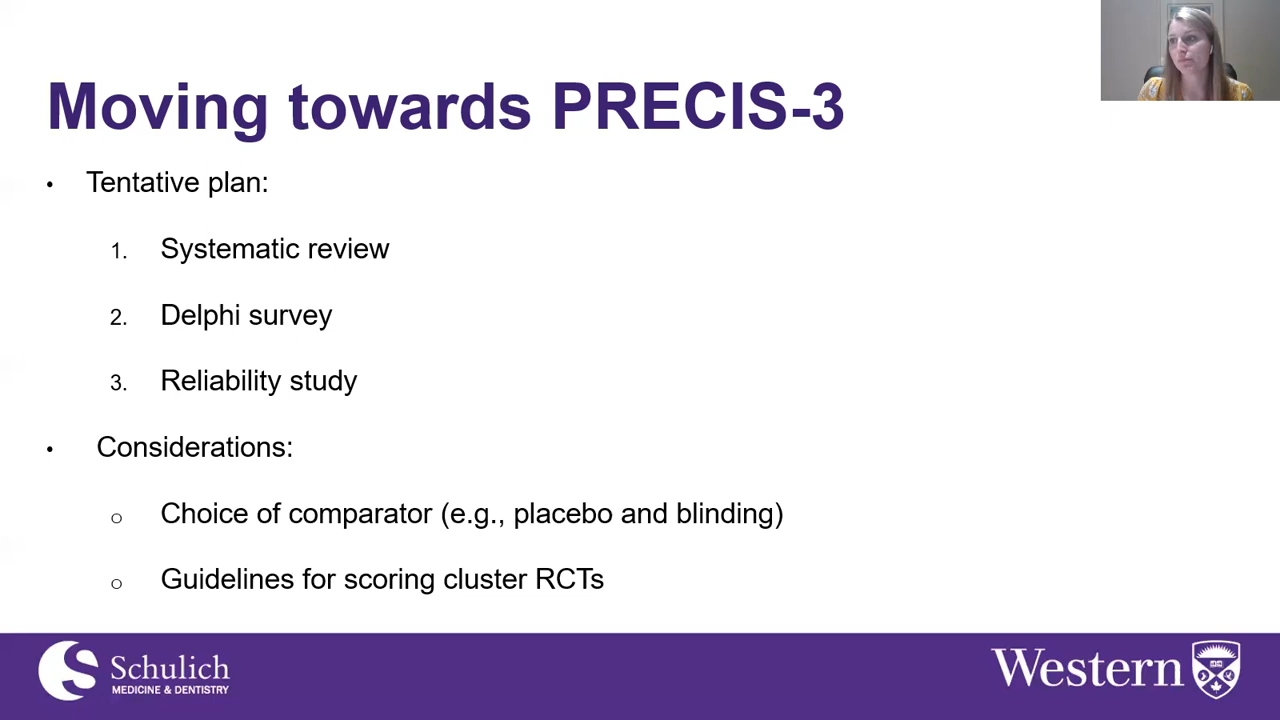 Moving towards PRECIS-3
• Tentative plan:
1. Systematic review
2. Delphi survey
3. Reliability study
• Considerations:
o Choice of comparator (e.g., placebo and blinding)
o Guidelines for scoring cluster RCTs
Schulich
MEDICINE & DENTISTRY
Western